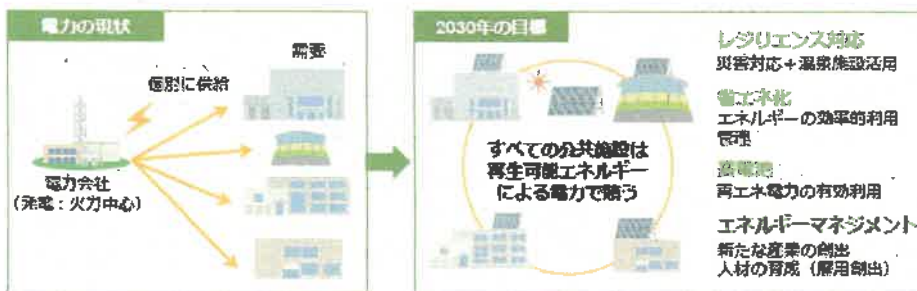 電力の現状
需要
個別に供給
電力会社
（発電：火力中心）
2030年の目標
すべての公共施設は
再生可能エネルギー
による電力で賄う
レジリエンス対応
災害対応＋温泉施設活用
省エネ化
エネルギーの効率的利用
管理
蓄電池
再エネ電力の有効利用
エネルギーマネジメント
新たな産業の創出
人材の育成（雇用創出）